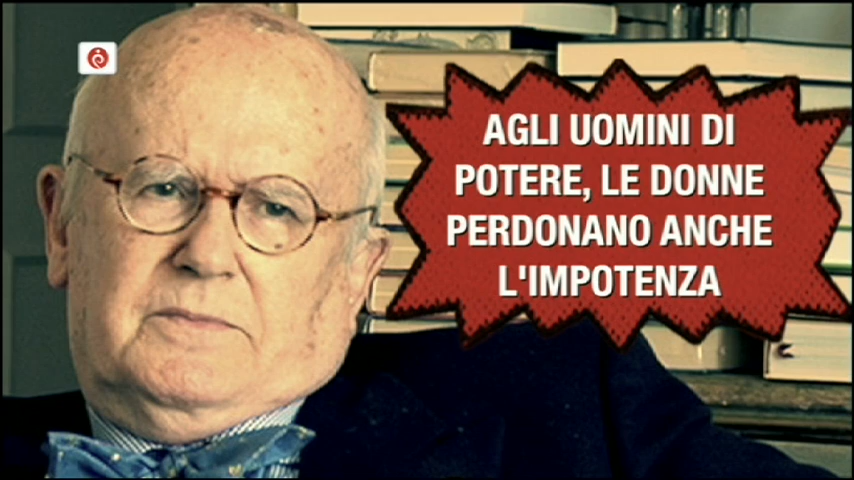 AGLI UOMINI DI
POTERE, LE DONNE
PERDONANO ANCHE
L'IMPOTENZA